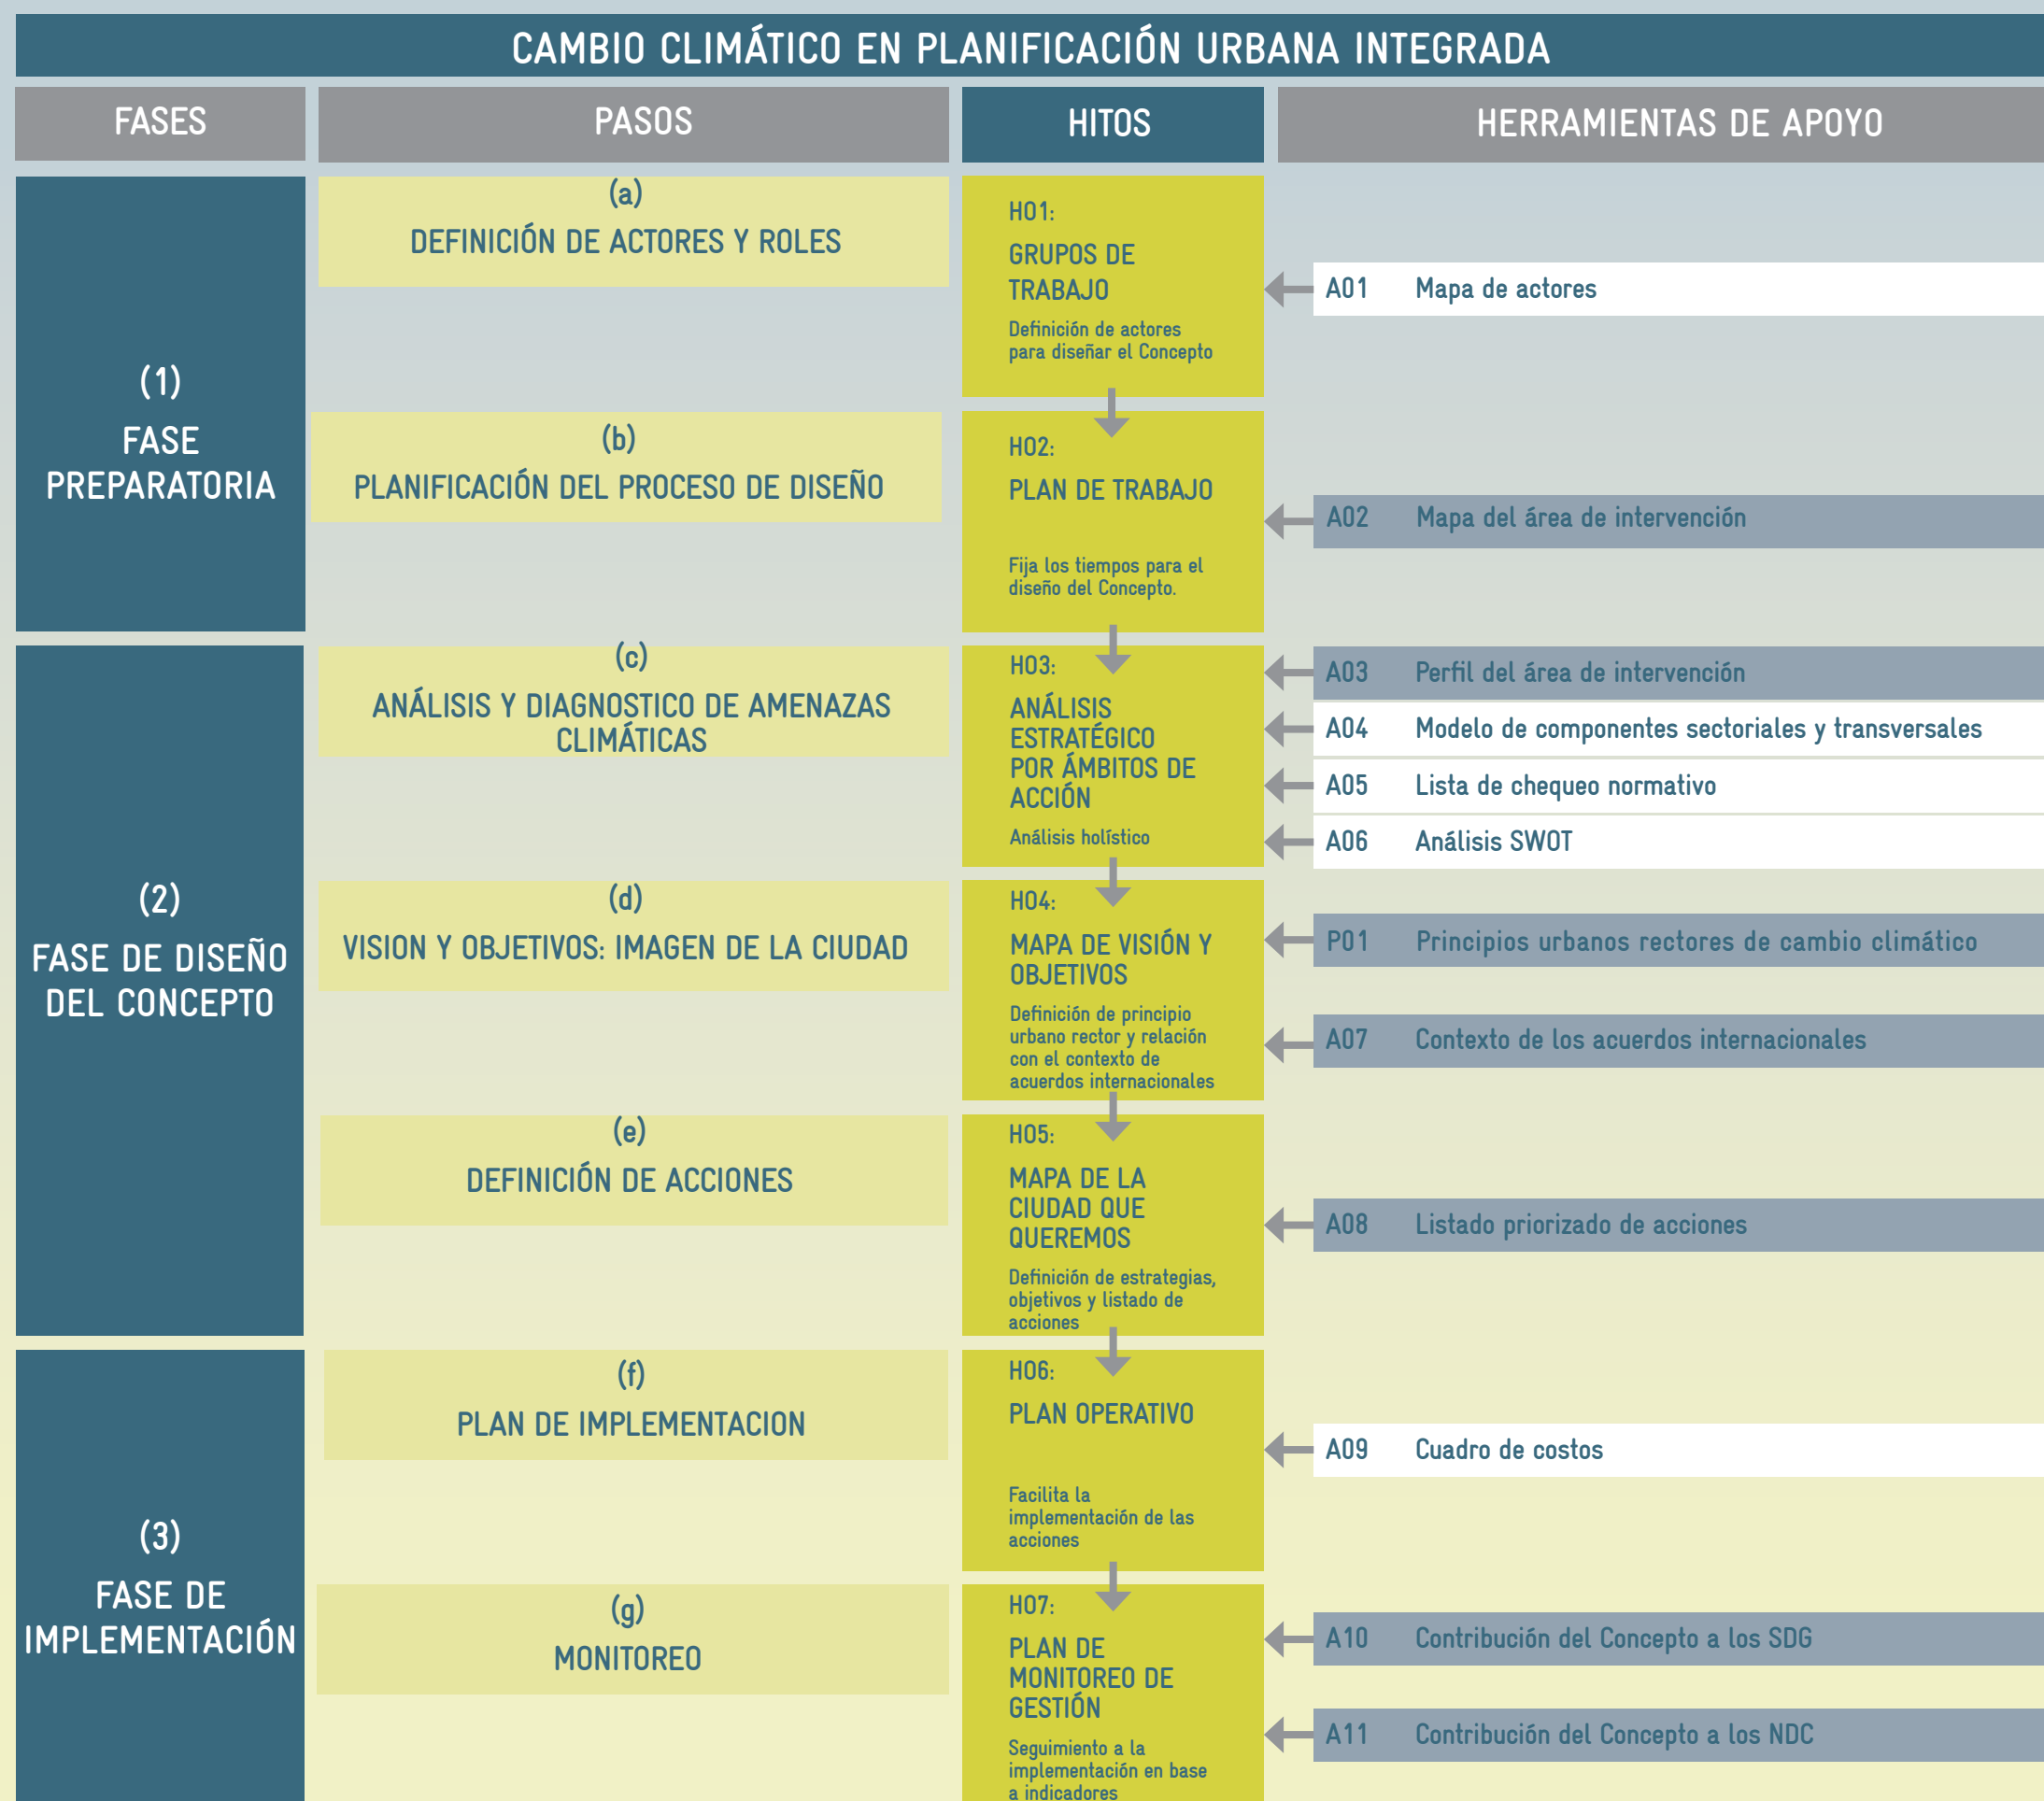 CAMBIO CLIMÁTICO EN PLANIFICACIÓN URBANA INTEGRADA
FASES
PASOS
HITOS
HERRAMIENTAS DE APOYO
(1)
FASE
PREPARATORIA
(a)
DEFINICIÓN DE ACTORES Y ROLES
H01:
GRUPOS DE
TRABAJO
Definición de actores
para diseñar el Concepto
A01 Mapa de actores
(b)
PLANIFICACIÓN DEL PROCESO DE DISEÑO
H02:
PLAN DE TRABAJO
Fija los tiempos para el
diseño del Concepto.
A02 Mapa del área de intervención
(2)
FASE DE DISEÑO
DEL CONCEPTO
(c)
ANÁLISIS Y DIAGNOSTICO DE AMENAZAS
CLIMÁTICAS
H03:
ANÁLISIS
ESTRATÉGICO
POR ÁMBITOS DE
ACCIÓN
Análisis holístico
A03 Perfil del área de intervención
A04 Modelo de componentes sectoriales y transversales
A05 Lista de chequeo normativo
A06 Análisis SWOT
(d)
VISION Y OBJETIVOS: IMAGEN DE LA CIUDAD
H04:
MAPA DE VISIÓN Y
OBJETIVOS
Definición de principio
urbano rector y relación
con el contexto de
acuerdos internacionales
P01 Principios urbanos rectores de cambio climático
A07 Contexto de los acuerdos internacionales
(e)
DEFINICIÓN DE ACCIONES
H05:
MAPA DE LA
CIUDAD QUE
QUEREMOS
Definición de estrategias,
objetivos y listado de
acciones
A08 Listado priorizado de acciones
(3)
FASE DE
IMPLEMENTACIÓN
(f)
PLAN DE IMPLEMENTACION
H06:
PLAN OPERATIVO
Facilita la
implementación de las
acciones
A09 Cuadro de costos
(g)
MONITOREO
H07:
PLAN DE
MONITOREO DE
GESTIÓN
Seguimiento a la
implementación en base
a indicadores
A10 Contribución del Concepto a los SDG
A11 Contribución del Concepto a los NDC